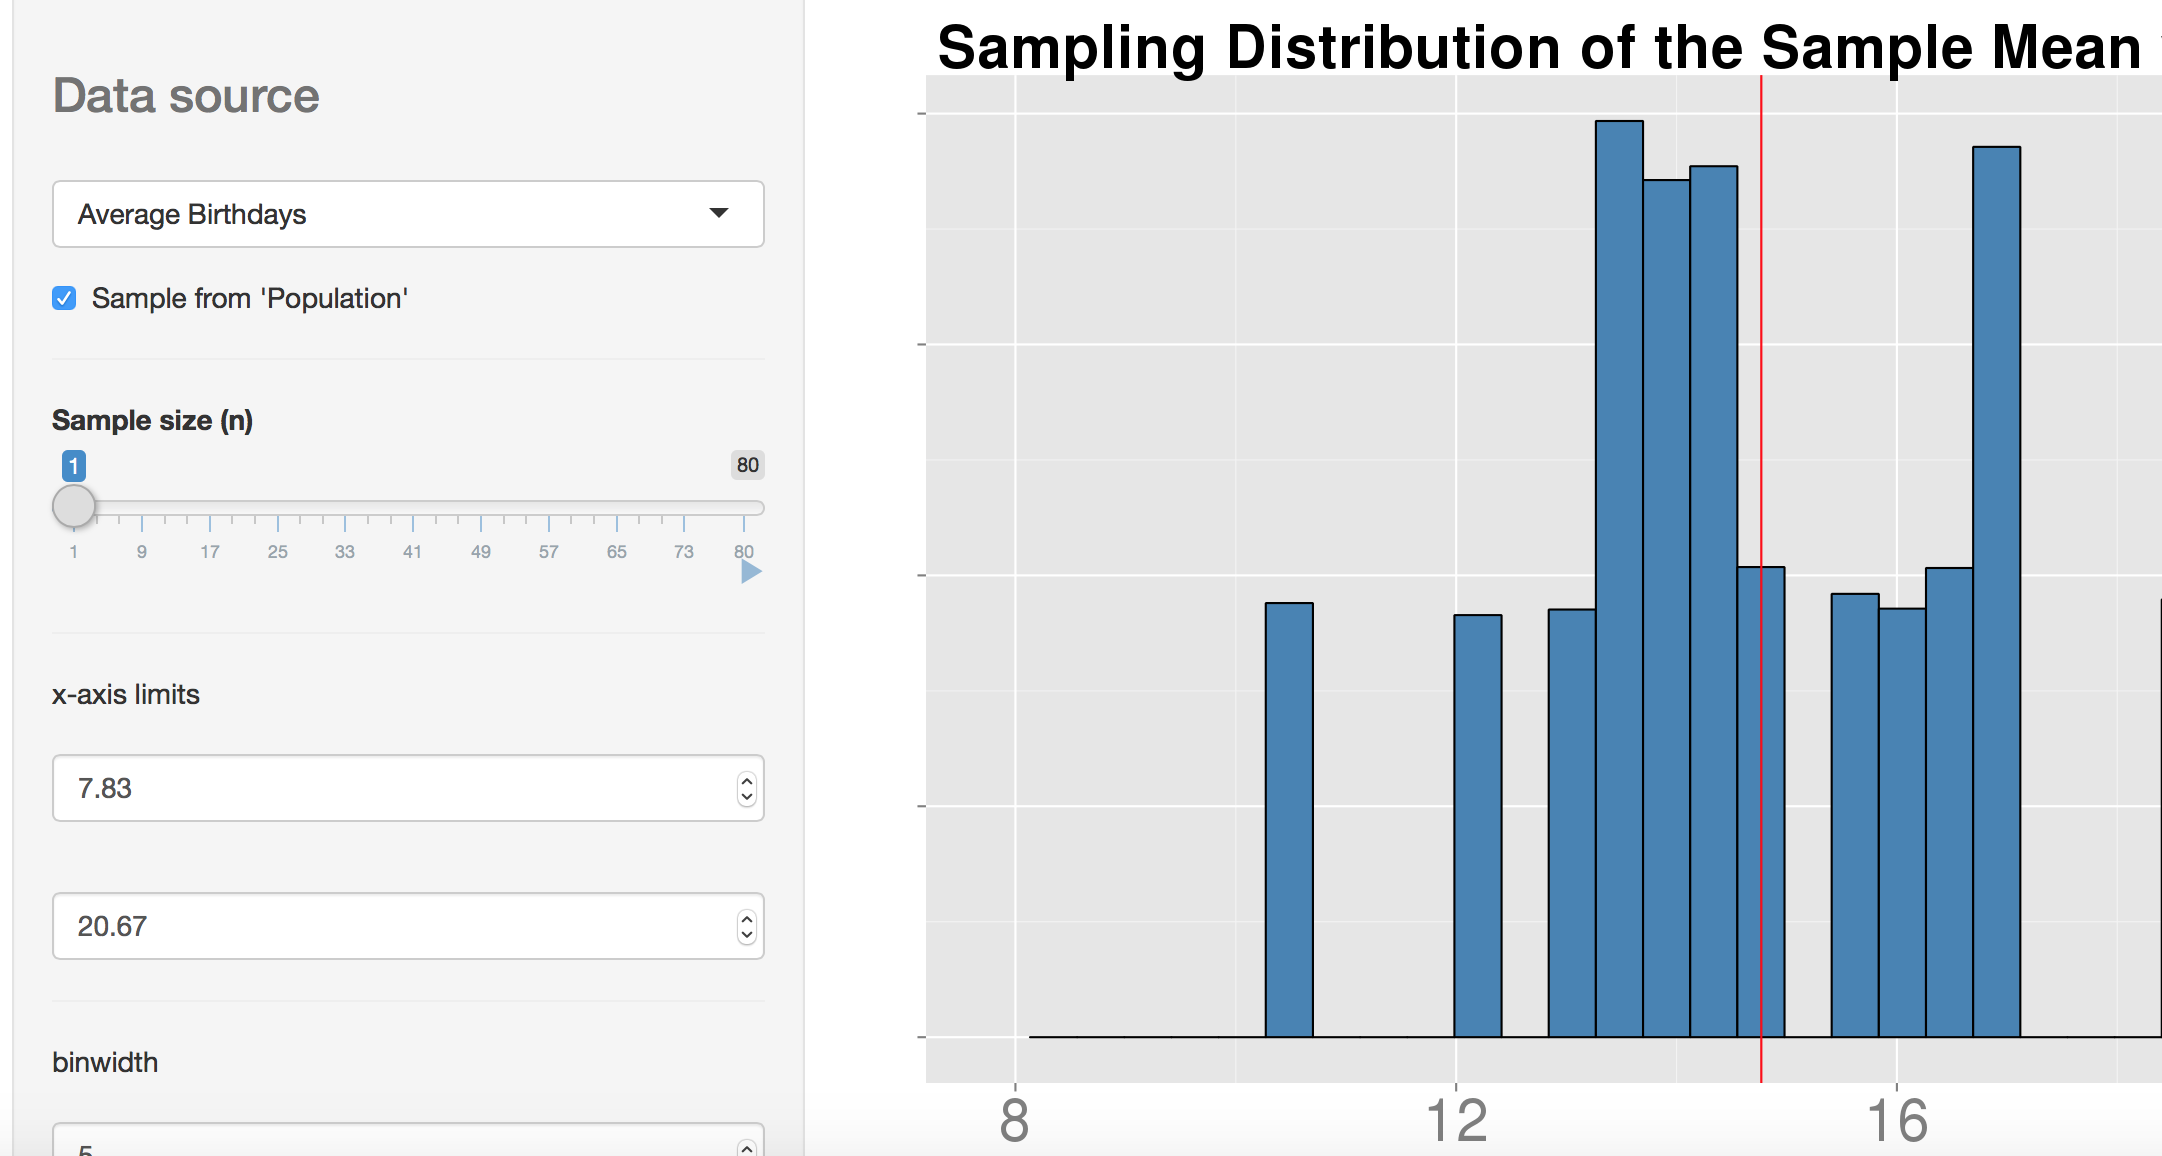 Data source
Average Birthdays
Sample from 'Population'
Sample size (n)
1
80
1 9 17 25 33 41 49 57 65 73 80
x-axis limits
7.83
20.67
binwidth
5
Sampling Distribution of the Sample Mean
8 12 16